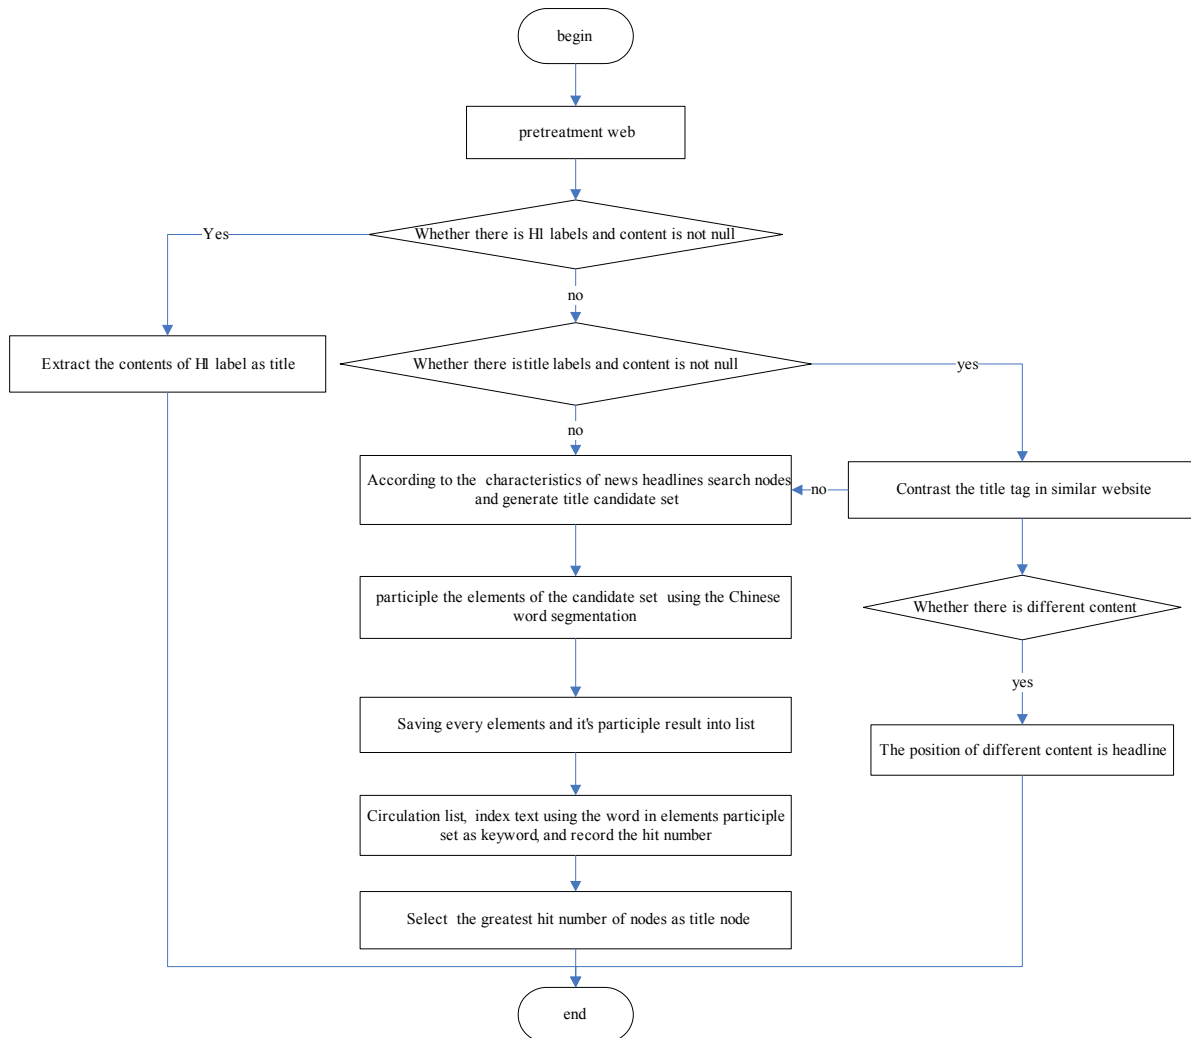 begin
pretreatment web
Whether there is H1 labels and content is not null
Yes
no
Extract the contents of H1 label as title
Whether there is title labels and content is not null
yes
no
According to the characteristics of news headlines search nodes
and generate title candidate set
no
Contrast the title tag in similar website
participle the elements of the candidate set using the Chinese
word segmentation
Whether there is different content
yes
Saving every elements and it's participle result into list
The position of different content is headline
Circulation list, index text using the word in elements participle
set as keyword, and record the hit number
Select the greatest hit number of nodes as title node
end